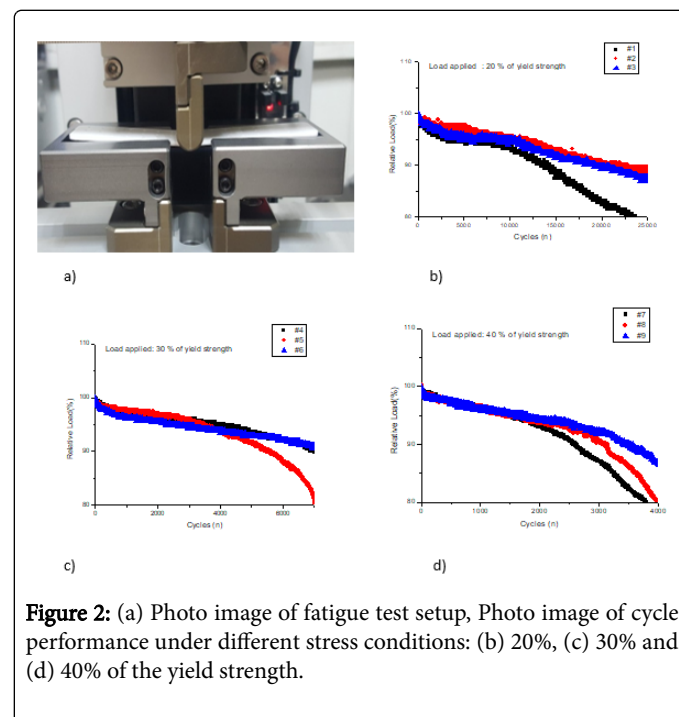 #1
#2
#3
Load applied : 20 % of yield strength
Relative Load(%)
110
100
90
80
0
5000
10000
15000
20000
25000
Cycles (n)
a)
b)
#4
#5
#6
Load applied: 30 % of yield strength
Relative Load(%)
110
100
90
80
0
2000
4000
6000
Cycles (n)
#7
#8
#9
Load applied: 40 % of yield strength
Relative Load(%)
110
100
90
80
0
1000
2000
3000
4000
Cycles (n)
c)
d)
Figure 2: (a) Photo image of fatigue test setup, Photo image of cycle
performance under different stress conditions: (b) 20%, (c) 30% and
(d) 40% of the yield strength.